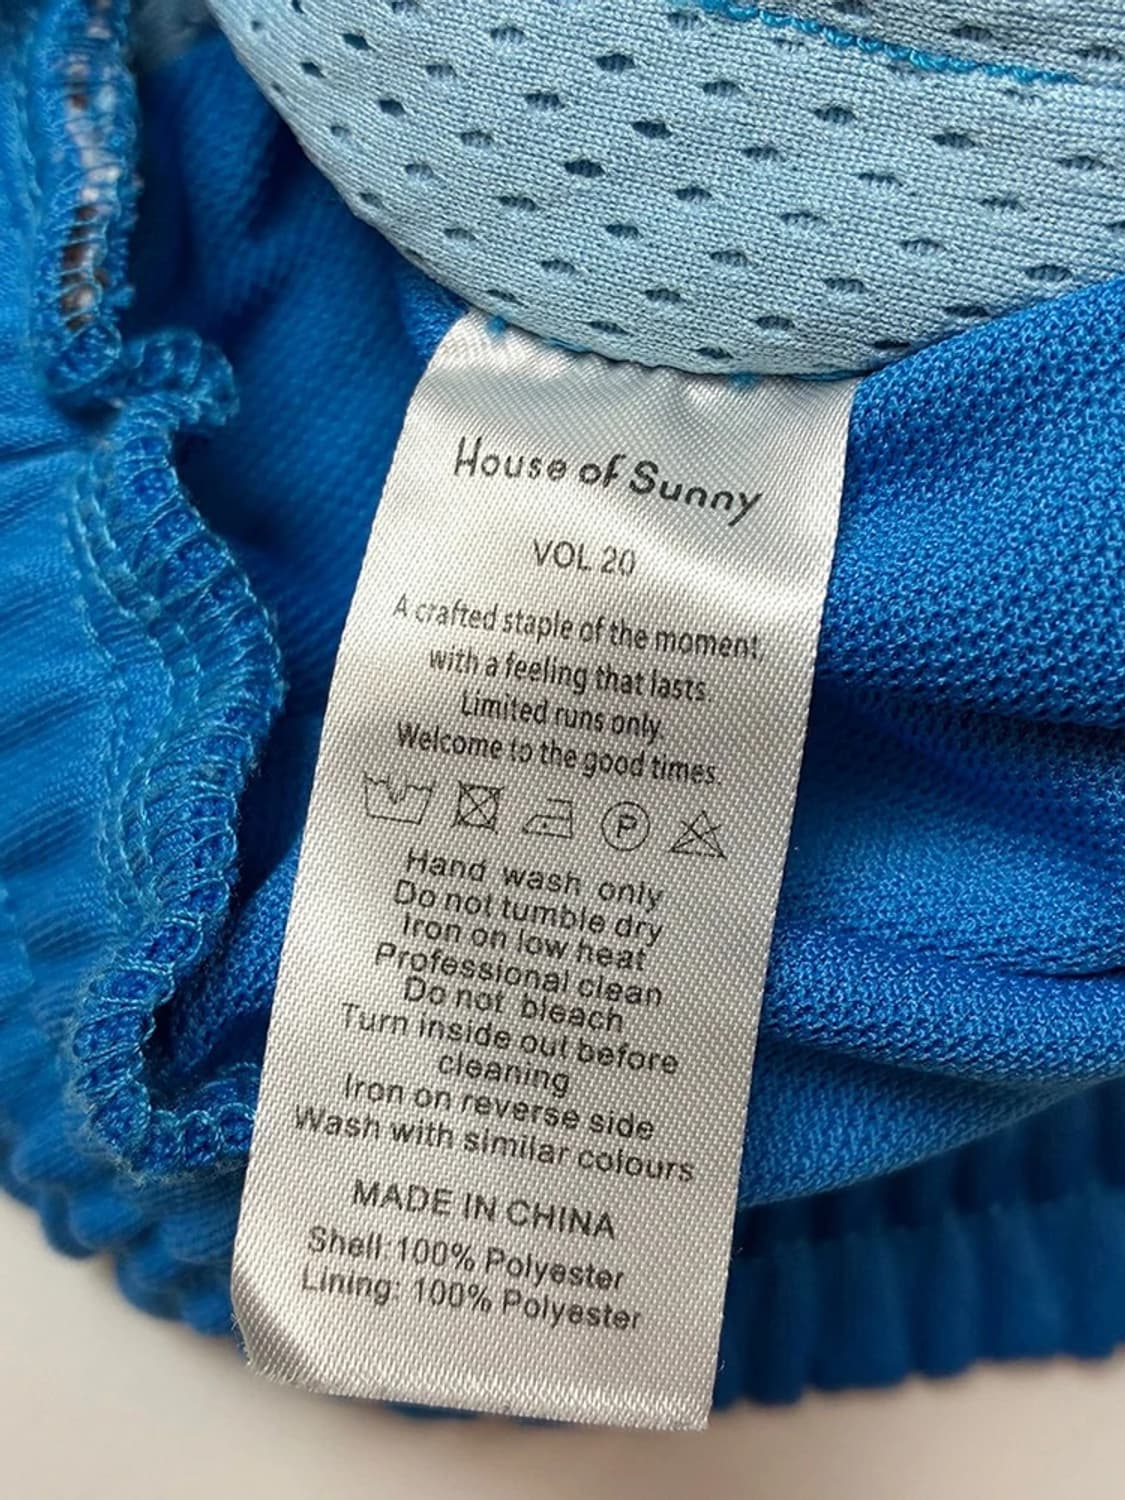 House of Sunny
VOL 20
A crafted staple of the moment,
with a feeling that lasts.
Limited runs only.
Welcome to the good times.
P
Hand wash only
Do not tumble dry
Iron on low heat
Professional clean
Do not bleach
Turn inside out before
cleaning
Iron on reverse side
Wash with similar colours
MADE IN CHINA
Shell: 100% Polyester
Lining: 100% Polyester